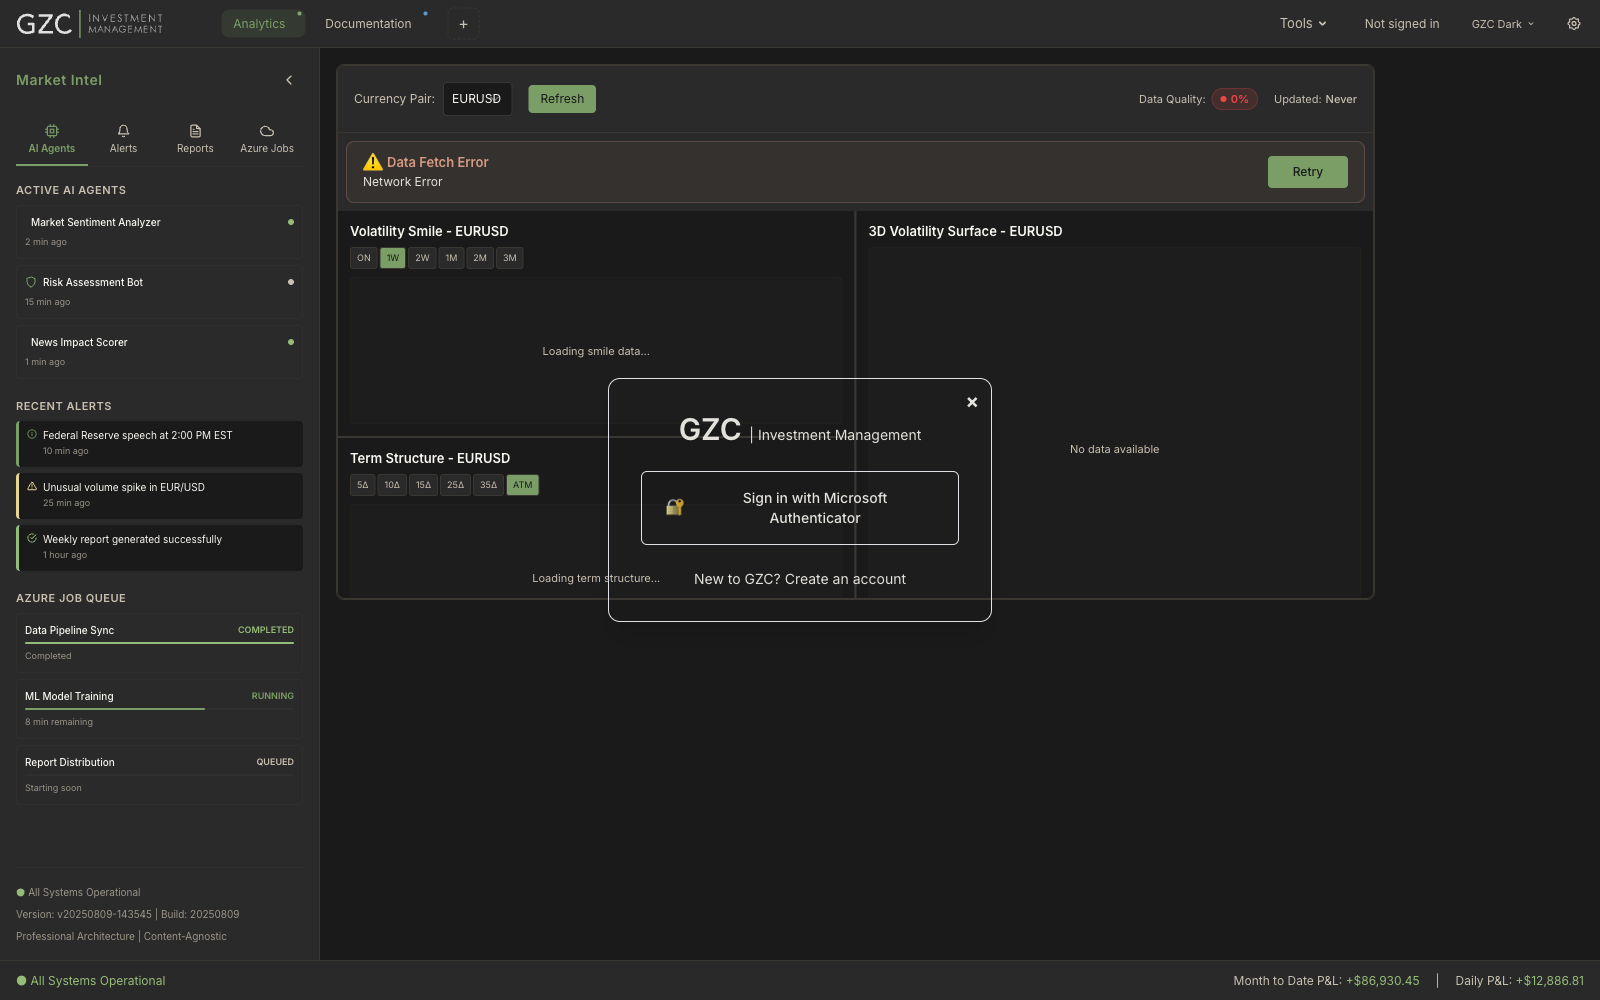 GZC | INVESTMENT MANAGEMENT
Analytics
Documentation
+
Tools
Not signed in
GZC Dark
Market Intel
AI Agents
Alerts
Reports
Azure Jobs
ACTIVE AI AGENTS
Market Sentiment Analyzer
2 min ago
Risk Assessment Bot
15 min ago
News Impact Scorer
1 min ago
RECENT ALERTS
Federal Reserve speech at 2:00 PM EST
10 min ago
Unusual volume spike in EUR/USD
25 min ago
Weekly report generated successfully
1 hour ago
AZURE JOB QUEUE
Data Pipeline Sync
COMPLETED
Completed
ML Model Training
RUNNING
8 min remaining
Report Distribution
QUEUED
Starting soon
All Systems Operational
Version: v20250809-143545 | Build: 20250809
Professional Architecture | Content-Agnostic
Currency Pair:
EURUSD
Refresh
Data Quality:
0%
Updated: Never
Data Fetch Error
Network Error
Retry
Volatility Smile - EURUSD
ON 1W 2W 1M 2M 3M
Loading smile data...
Term Structure - EURUSD
5Δ 10Δ 15Δ 25Δ 35Δ ATM
Loading term structure...
3D Volatility Surface - EURUSD
No data available
×
GZC | Investment Management
Sign in with Microsoft
Authenticator
New to GZC? Create an account
All Systems Operational
Month to Date P&L: +$86,930.45 | Daily P&L: +$12,886.81